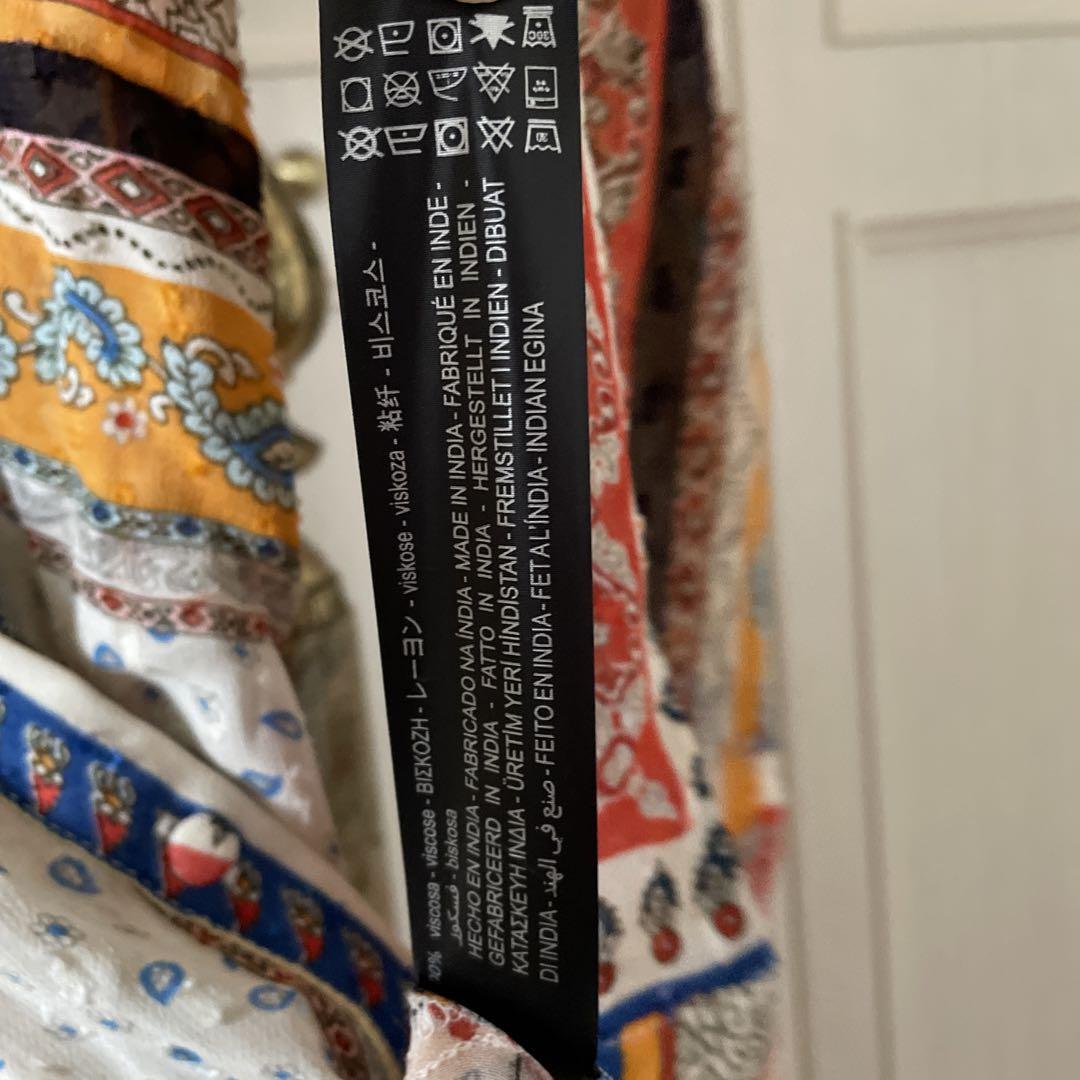 viscosa - viscose - ΒΙΣΚΟΖΗ - レーヨン - viskose - viskoza - 粘纤 - 비스코스 -
فسكوز - biskosa
HECHO EN INDIA - FABRICADO NA ÍNDIA - MADE IN INDIA - FABRIQUÉ EN INDE -
GEFABRICEERD IN INDIA - FATTO IN INDIA - HERGESTELLT IN INDIEN -
ΚΑΤΑΣΚΕΥΗ ΙΝΔΙΑ - ÜRETİM YERİ HİNDİSTAN - FREMSTILLET I INDIEN - DIBUAT
DI INDIA - صنع في الهند - FEITO EN INDIA - FET A L'ÍNDIA - INDIAN EGINA